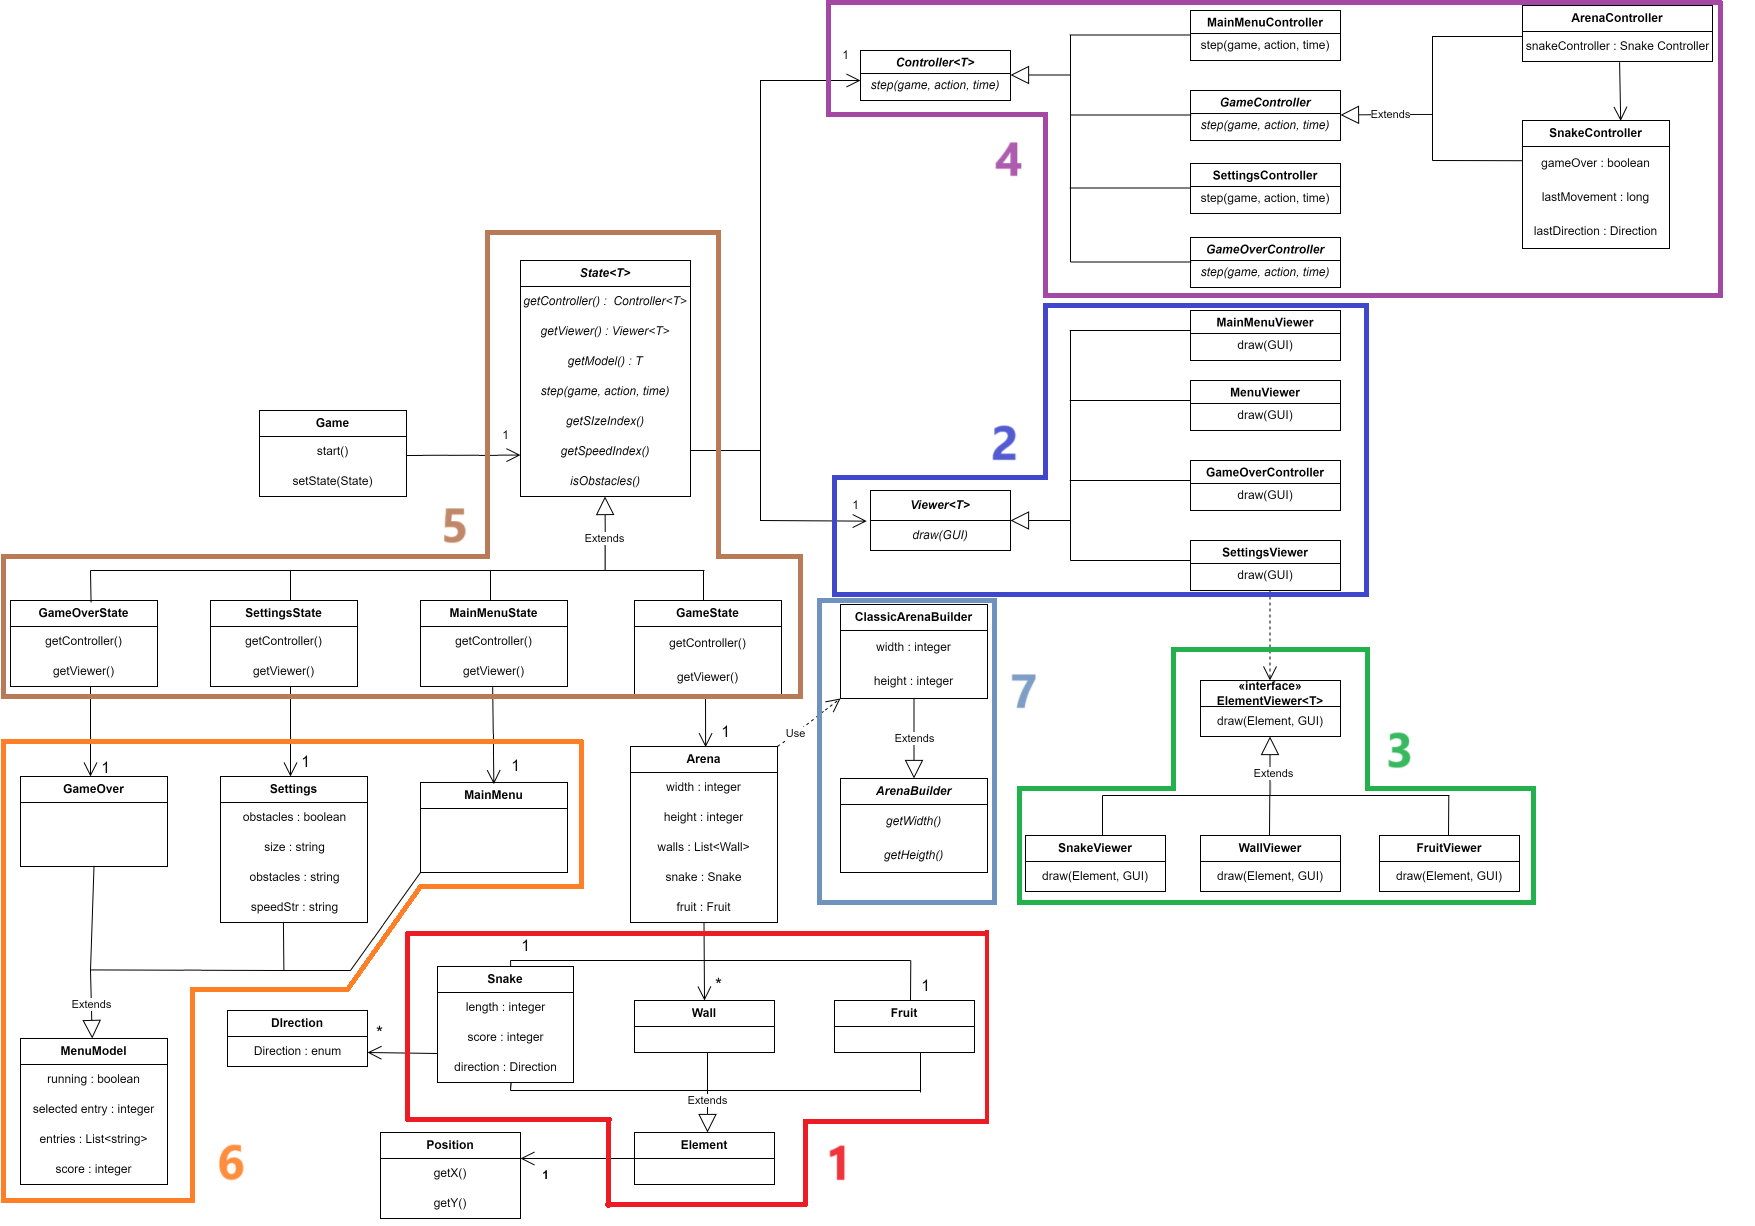 MainMenuController
step(game, action, time)
ArenaController
snakeController : Snake Controller
1
Controller<T>
step(game, action, time)
GameController
step(game, action, time)
Extends
SnakeController
gameOver : boolean
lastMovement : long
lastDirection : Direction
4
SettingsController
step(game, action, time)
GameOverController
step(game, action, time)
State<T>
getController() : Controller<T>
getViewer() : Viewer<T>
getModel() : T
step(game, action, time)
getSIzeIndex()
getSpeedIndex()
isObstacles()
Game
start()
setState(State)
1
5
Extends
MainMenuViewer
draw(GUI)
MenuViewer
draw(GUI)
2
GameOverController
draw(GUI)
1
Viewer<T>
draw(GUI)
SettingsViewer
draw(GUI)
GameOverState
getController()
getViewer()
SettingsState
getController()
getViewer()
MainMenuState
getController()
getViewer()
GameState
getController()
getViewer()
ClassicArenaBuilder
width : integer
height : integer
7
Use
Extends
ArenaBuilder
getWidth()
getHeigth()
«interface»
ElementViewer<T>
draw(Element, GUI)
3
Extends
SnakeViewer
draw(Element, GUI)
WallViewer
draw(Element, GUI)
FruitViewer
draw(Element, GUI)
1
GameOver
1
Settings
obstacles : boolean
size : string
obstacles : string
speedStr : string
1
MainMenu
1
Arena
width : integer
height : integer
walls : List<Wall>
snake : Snake
fruit : Fruit
Extends
MenuModel
running : boolean
selected entry : integer
entries : List<string>
score : integer
6
DIrection
Direction : enum
*
1
Snake
length : integer
score : integer
direction : Direction
*
Wall
1
Fruit
Extends
Element
1
Position
getX()
getY()
1